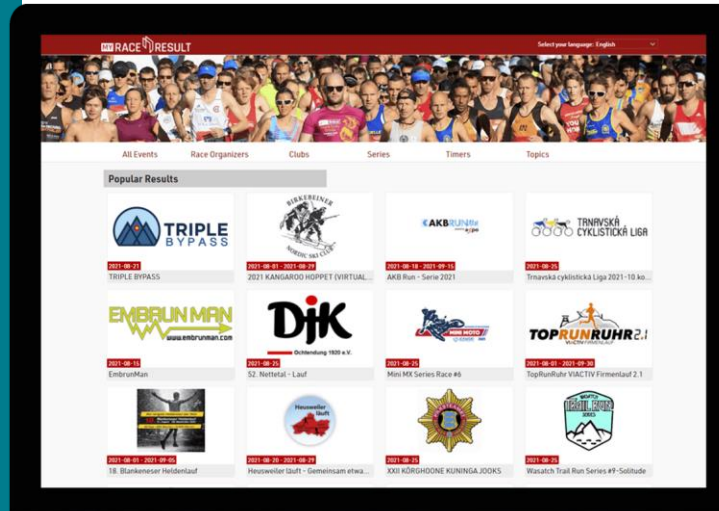 MY RACE RESULT
Select your language: English
All Events Race Organizers Clubs Series Timers Topics
Popular Results
TRIPLE
BYPASS
2021-08-21
TRIPLE BYPASS
BIRKEBEINER
NORDIC SKI CLUB
2021-08-01 - 2021-08-29
2021 KANGAROO HOPPET (VIRTUAL...
AKBRUN
2021-08-18 - 2021-09-15
AKB Run - Serie 2021
TRNAVSKÁ
CYKLISTICKÁ LIGA
2021-08-25
Trnavská cyklistická Liga 2021-10.ko...
EMBRUN MAN
www.embrunman.com
2021-08-15
EmbrunMan
DJK
Ochtendung 1920 e.V.
2021-08-25
52. Nettetal - Lauf
MINI MOTO
2021-08-25
Mini MX Series Race #6
TOPRUNRUHR2.1
VIACTIV FIRMENLAUF
2021-08-01 - 2021-09-30
TopRunRuhr VIACTIV Firmenlauf 2.1
2021-08-01 - 2021-09-05
18. Blankeneser Heldenlauf
Heusweiler
läuft
2021-08-20 - 2021-08-29
Heusweiler läuft - Gemeinsam etwa...
2021-08-25
XXII KÕRGHOONE KUNINGA JOOKS
WASATCH
TRAIL RUN
SERIES
2021-08-25
Wasatch Trail Run Series #9-Solitude